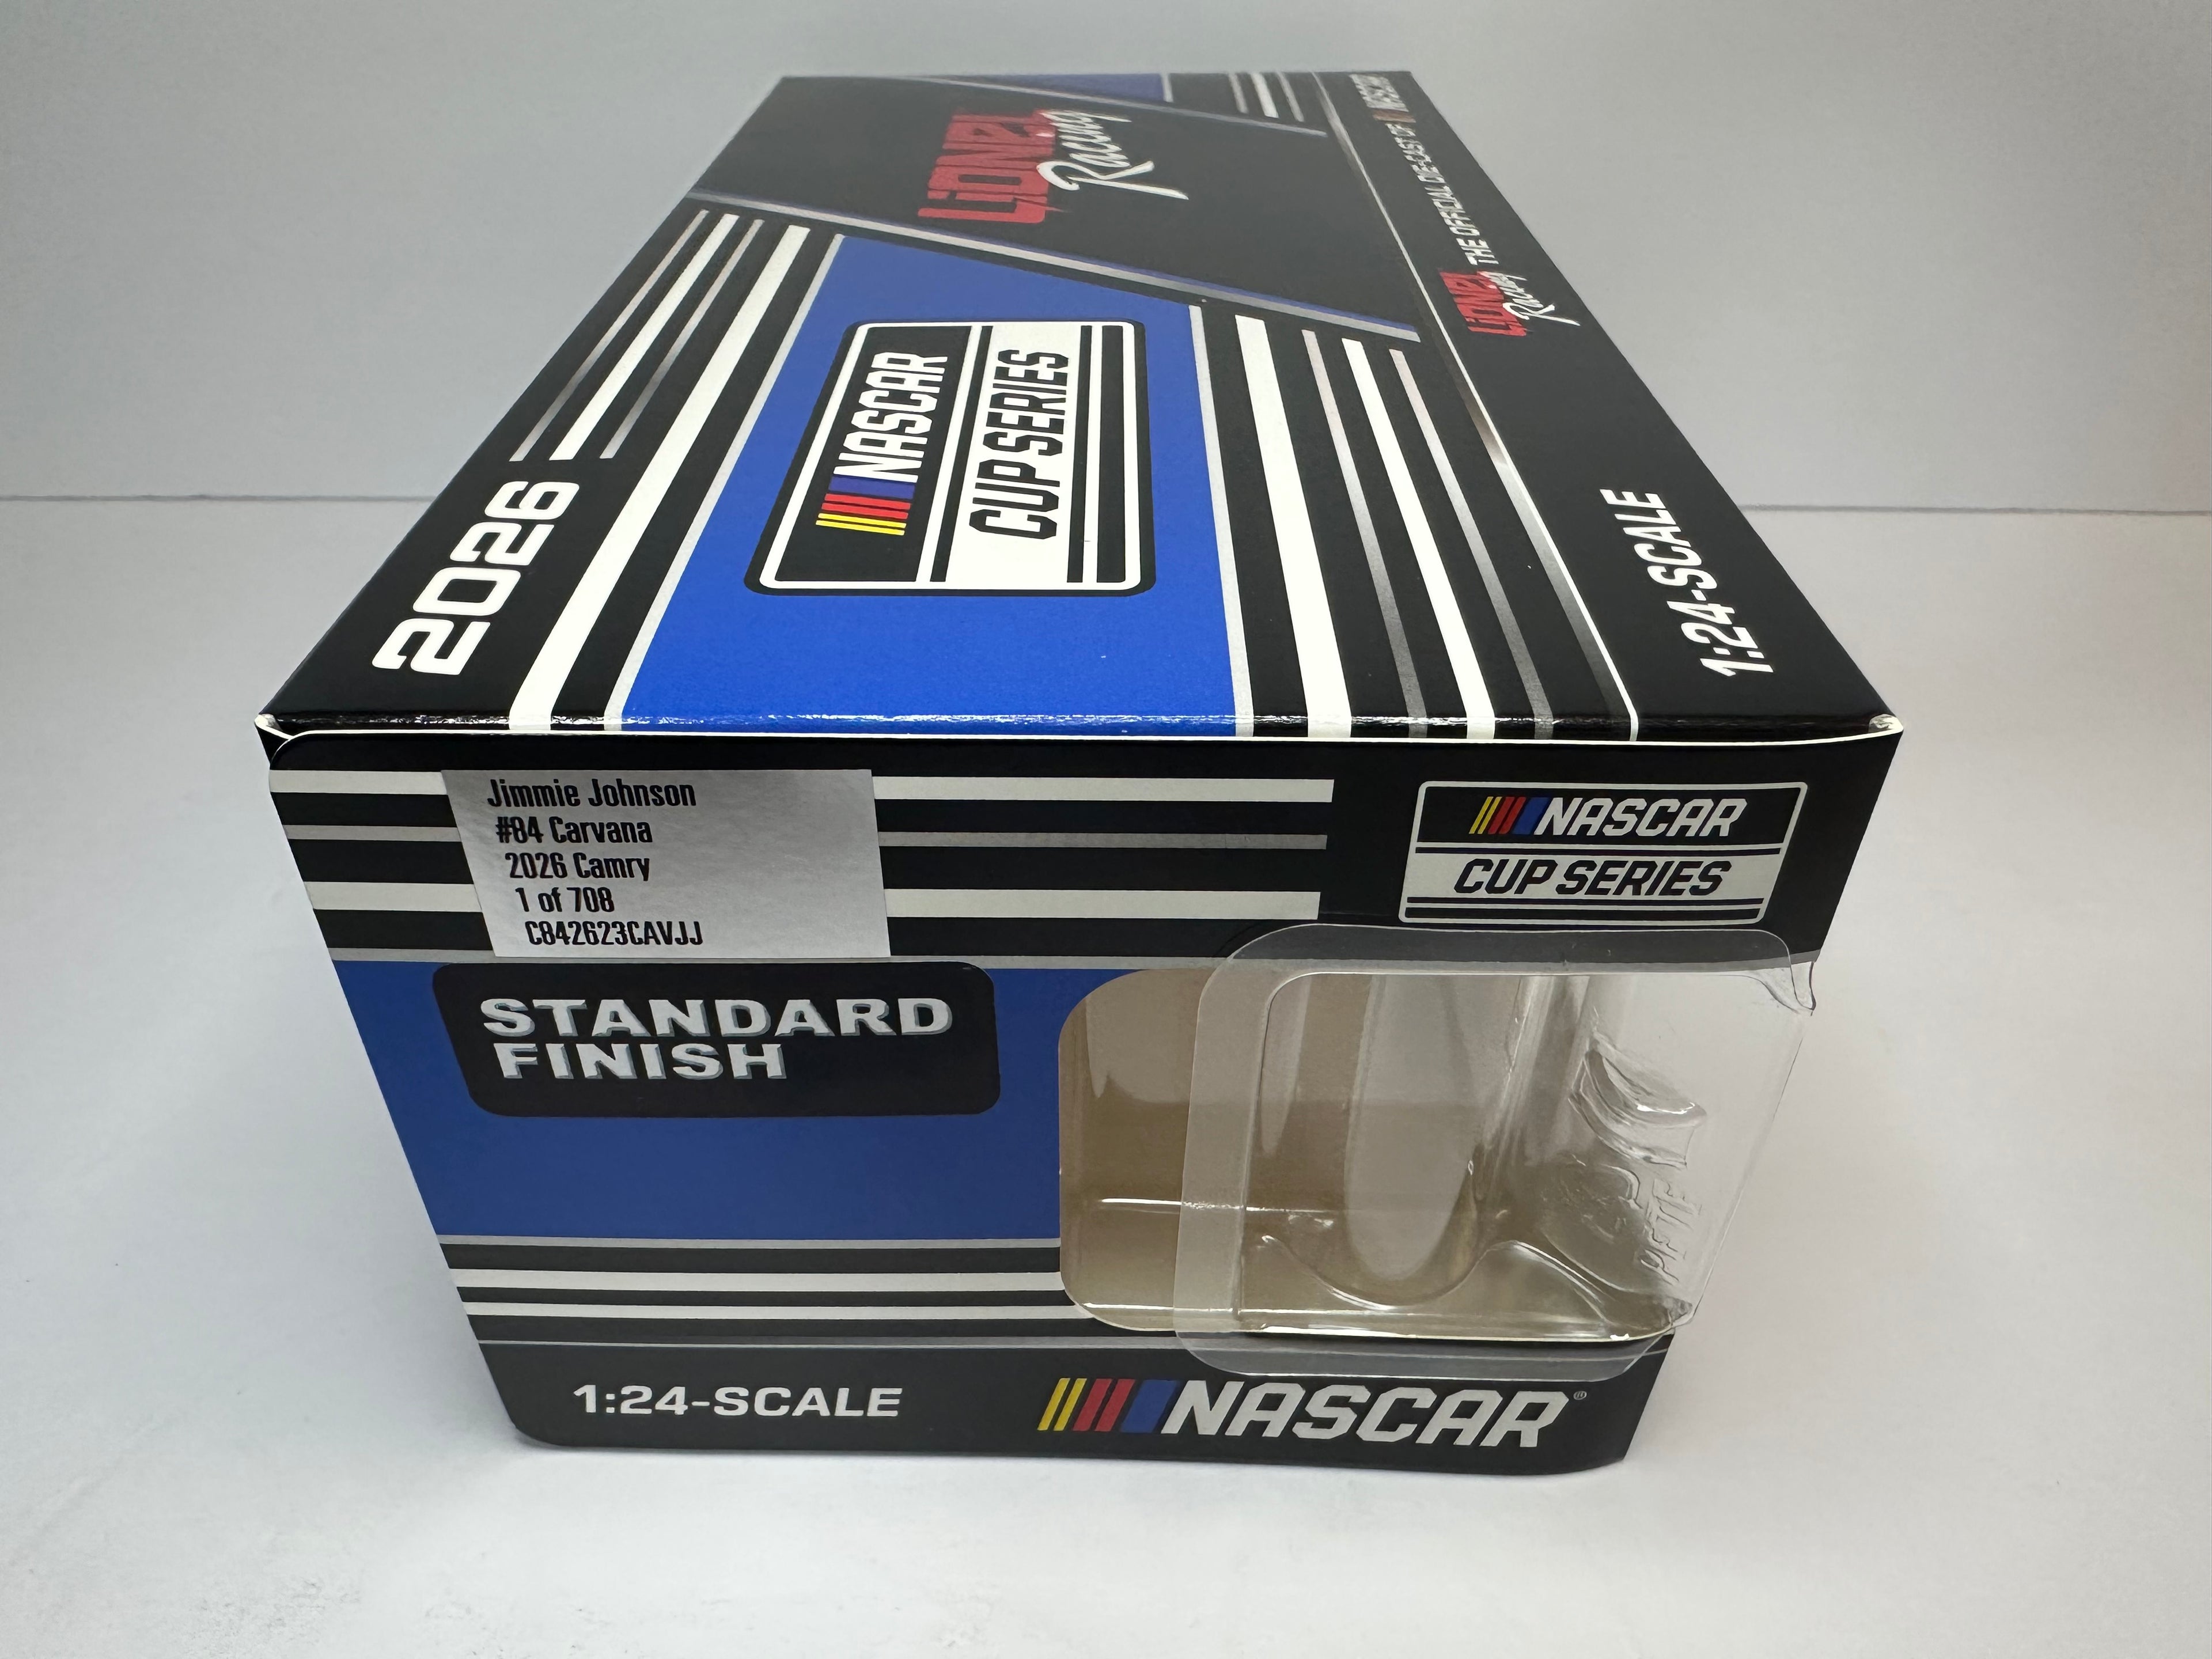 LIONEL
Racing
LIONEL
Racing
THE OFFICIAL DIE-CAST OF NASCAR
NASCAR
CUP SERIES
2026
1:24-SCALE
Jimmie Johnson
#84 Carvana
2026 Camry
1 of 708
C842623CAVJJ
NASCAR
CUP SERIES
STANDARD
FINISH
PETE
1:24-SCALE
NASCAR®